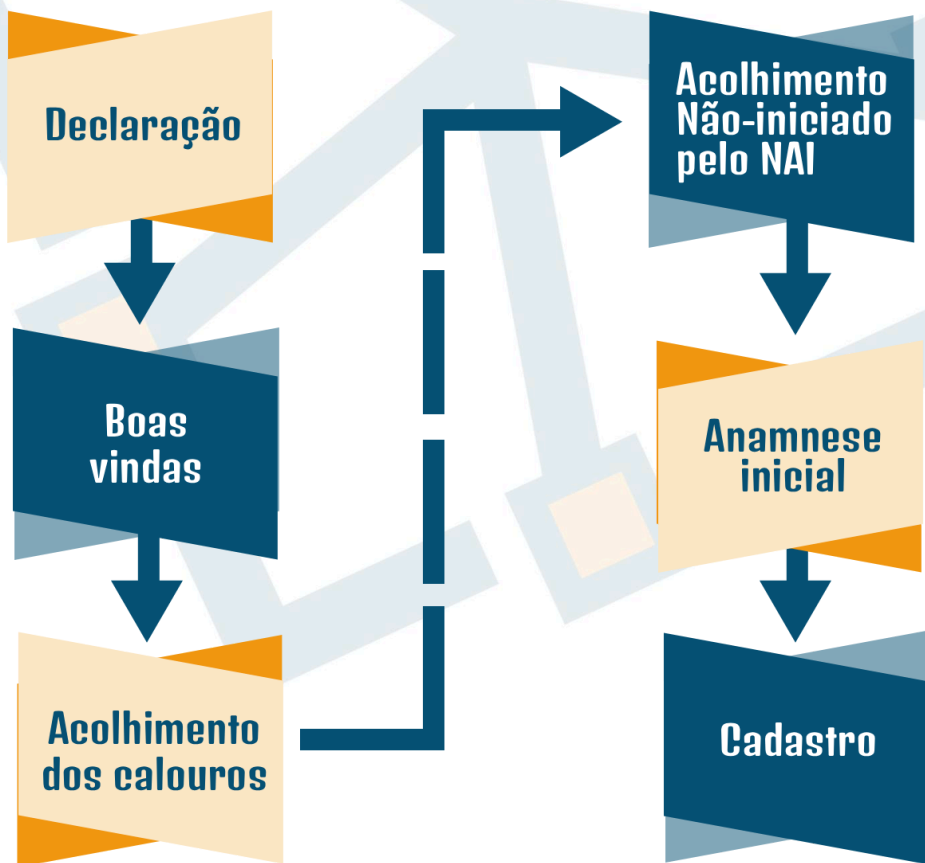 Declaração
Boas
vindas
Acolhimento
dos calouros
Acolhimento
Não-iniciado
pelo NAI
Anamnese
inicial
Cadastro